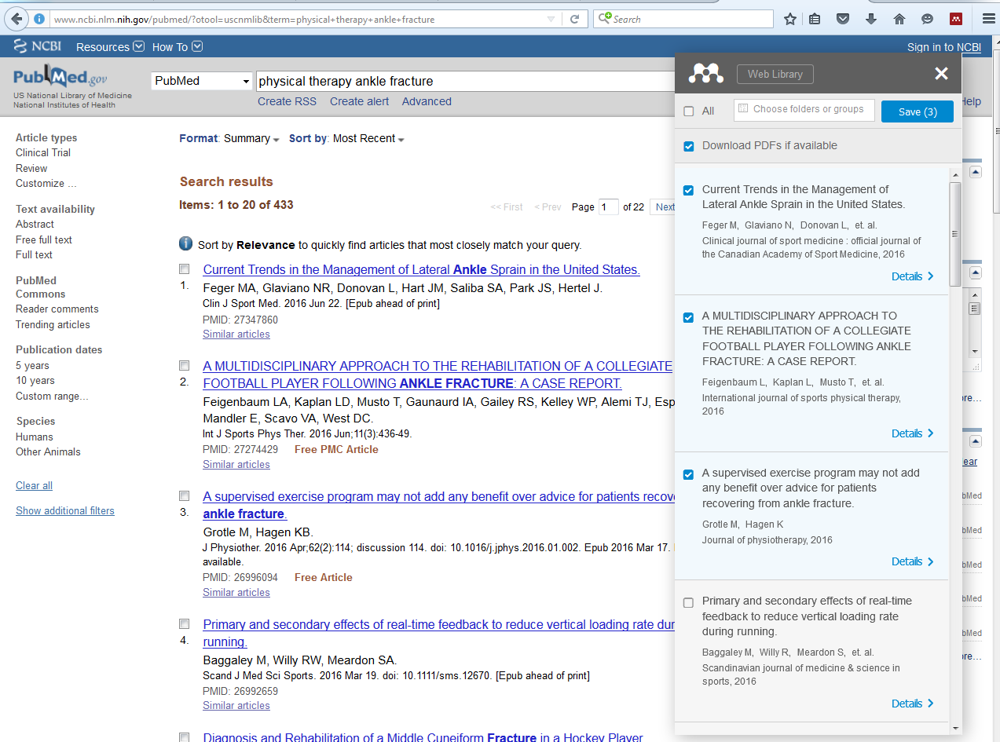 www.ncbi.nlm.nih.gov/pubmed/?otool=uscnmlib&term=physical+therapy+ankle+fracture
Search
NCBI Resources How To
Sign in to NCBI
PubMed.gov
US National Library of Medicine
National Institutes of Health
PubMed
physical therapy ankle fracture
Create RSS Create alert Advanced
Help
Article types
Clinical Trial
Review
Customize ...
Text availability
Abstract
Free full text
Full text
PubMed
Commons
Reader comments
Trending articles
Publication dates
5 years
10 years
Custom range...
Species
Humans
Other Animals
Clear all
Show additional filters
Format: Summary Sort by: Most Recent
Search results
Items: 1 to 20 of 433
<< First < Prev Page 1 of 22 Next
Sort by Relevance to quickly find articles that most closely match your query.
Current Trends in the Management of Lateral Ankle Sprain in the United States.
1.
Feger MA, Glaviano NR, Donovan L, Hart JM, Saliba SA, Park JS, Hertel J.
Clin J Sport Med. 2016 Jun 22. [Epub ahead of print]
PMID: 27347860
Similar articles
A MULTIDISCIPLINARY APPROACH TO THE REHABILITATION OF A COLLEGIATE
2. FOOTBALL PLAYER FOLLOWING ANKLE FRACTURE: A CASE REPORT.
Feigenbaum LA, Kaplan LD, Musto T, Gaunaurd IA, Gailey RS, Kelley WP, Alemi TJ, Esp
Mandler E, Scavo VA, West DC.
Int J Sports Phys Ther. 2016 Jun;11(3):436-49.
PMID: 27274429 Free PMC Article
Similar articles
A supervised exercise program may not add any benefit over advice for patients recove
3. ankle fracture.
Grotle M, Hagen KB.
J Physiother. 2016 Apr;62(2):114; discussion 114. doi: 10.1016/j.jphys.2016.01.002. Epub 2016 Mar 17.
available.
PMID: 26996094 Free Article
Similar articles
Primary and secondary effects of real-time feedback to reduce vertical loading rate dur
4. running.
Baggaley M, Willy RW, Meardon SA.
Scand J Med Sci Sports. 2016 Mar 19. doi: 10.1111/sms.12670. [Epub ahead of print]
PMID: 26992659
Similar articles
Diagnosis and Rehabilitation of a Middle Cuneiform Fracture in a Hockey Player
Web Library
All Choose folders or groups Save (3)
Download PDFs if available
Current Trends in the Management of
Lateral Ankle Sprain in the United States.
Feger M, Glaviano N, Donovan L, et. al.
Clinical journal of sport medicine : official journal of
the Canadian Academy of Sport Medicine, 2016
Details
A MULTIDISCIPLINARY APPROACH TO
THE REHABILITATION OF A COLLEGIATE
FOOTBALL PLAYER FOLLOWING ANKLE
FRACTURE: A CASE REPORT.
Feigenbaum L, Kaplan L, Musto T, et. al.
International journal of sports physical therapy,
2016
Details
A supervised exercise program may not add
any benefit over advice for patients
recovering from ankle fracture.
Grotle M, Hagen K
Journal of physiotherapy, 2016
Details
Primary and secondary effects of real-time
feedback to reduce vertical loading rate
during running.
Baggaley M, Willy R, Meardon S, et. al.
Scandinavian journal of medicine & science in
sports, 2016
Details
ore...
ear
bMed
bMed
bMed
bMed
bMed
ore...